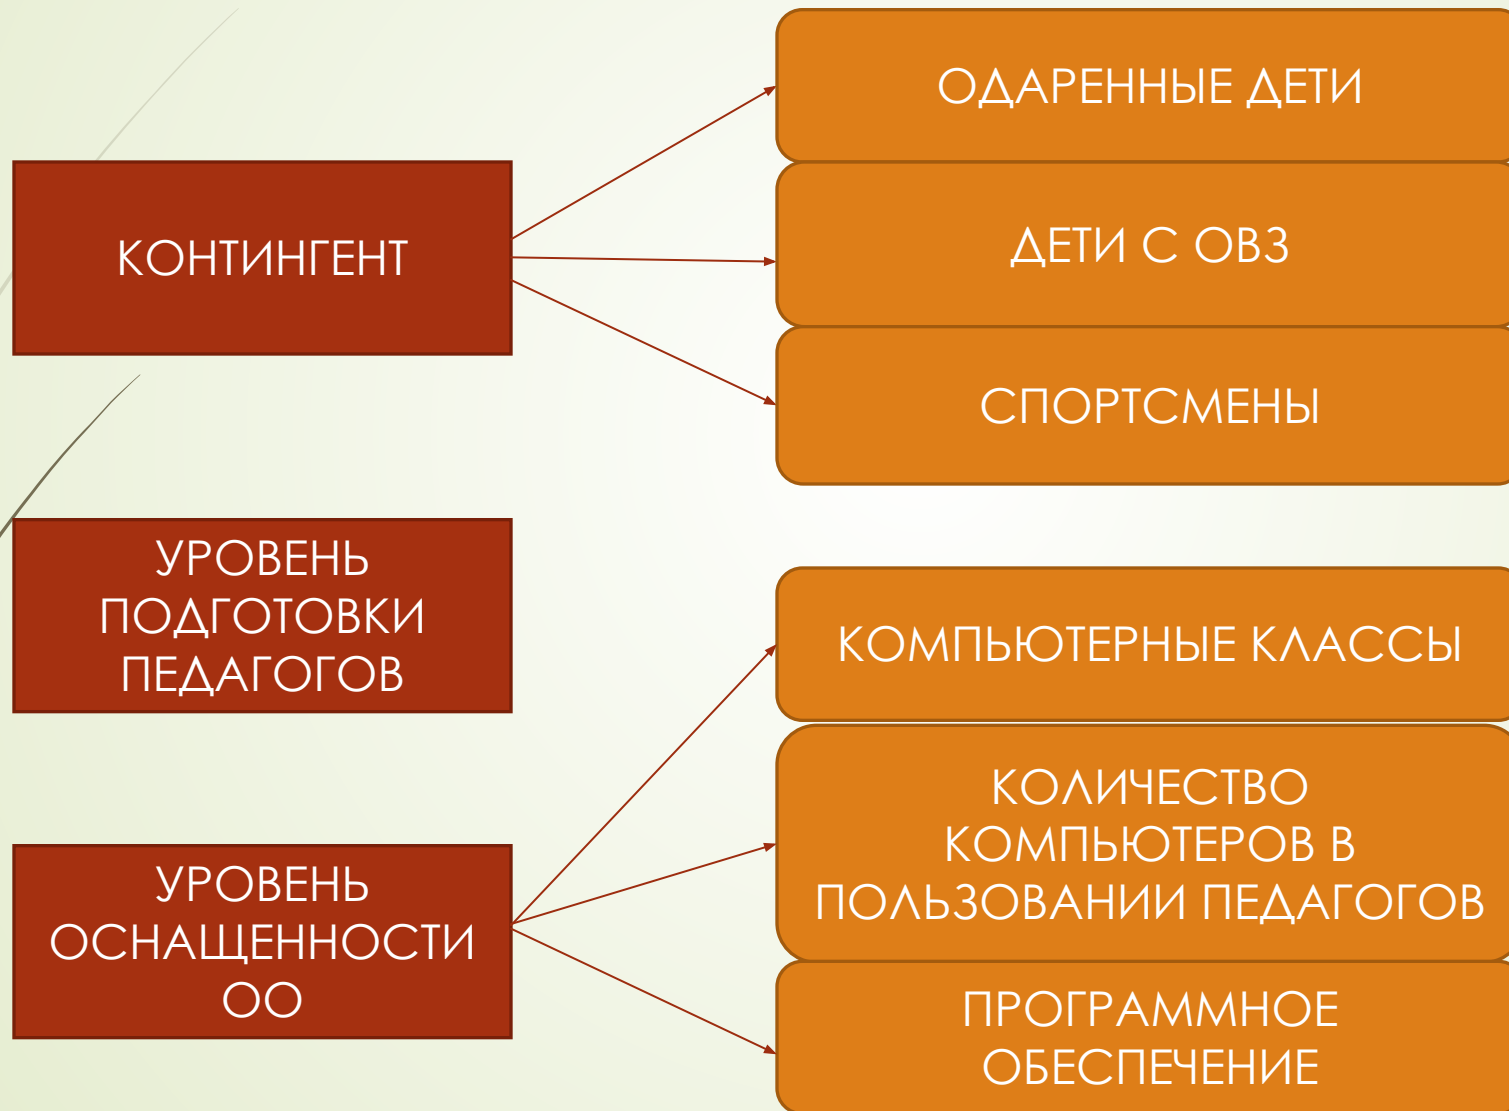 КОНТИНГЕНТ
ОДАРЕННЫЕ ДЕТИ
ДЕТИ С ОВЗ
СПОРТСМЕНЫ
УРОВЕНЬ
ПОДГОТОВКИ
ПЕДАГОГОВ
УРОВЕНЬ
ОСНАЩЕННОСТИ
ОО
КОМПЬЮТЕРНЫЕ КЛАССЫ
КОЛИЧЕСТВО
КОМПЬЮТЕРОВ В
ПОЛЬЗОВАНИИ ПЕДАГОГОВ
ПРОГРАММНОЕ
ОБЕСПЕЧЕНИЕ